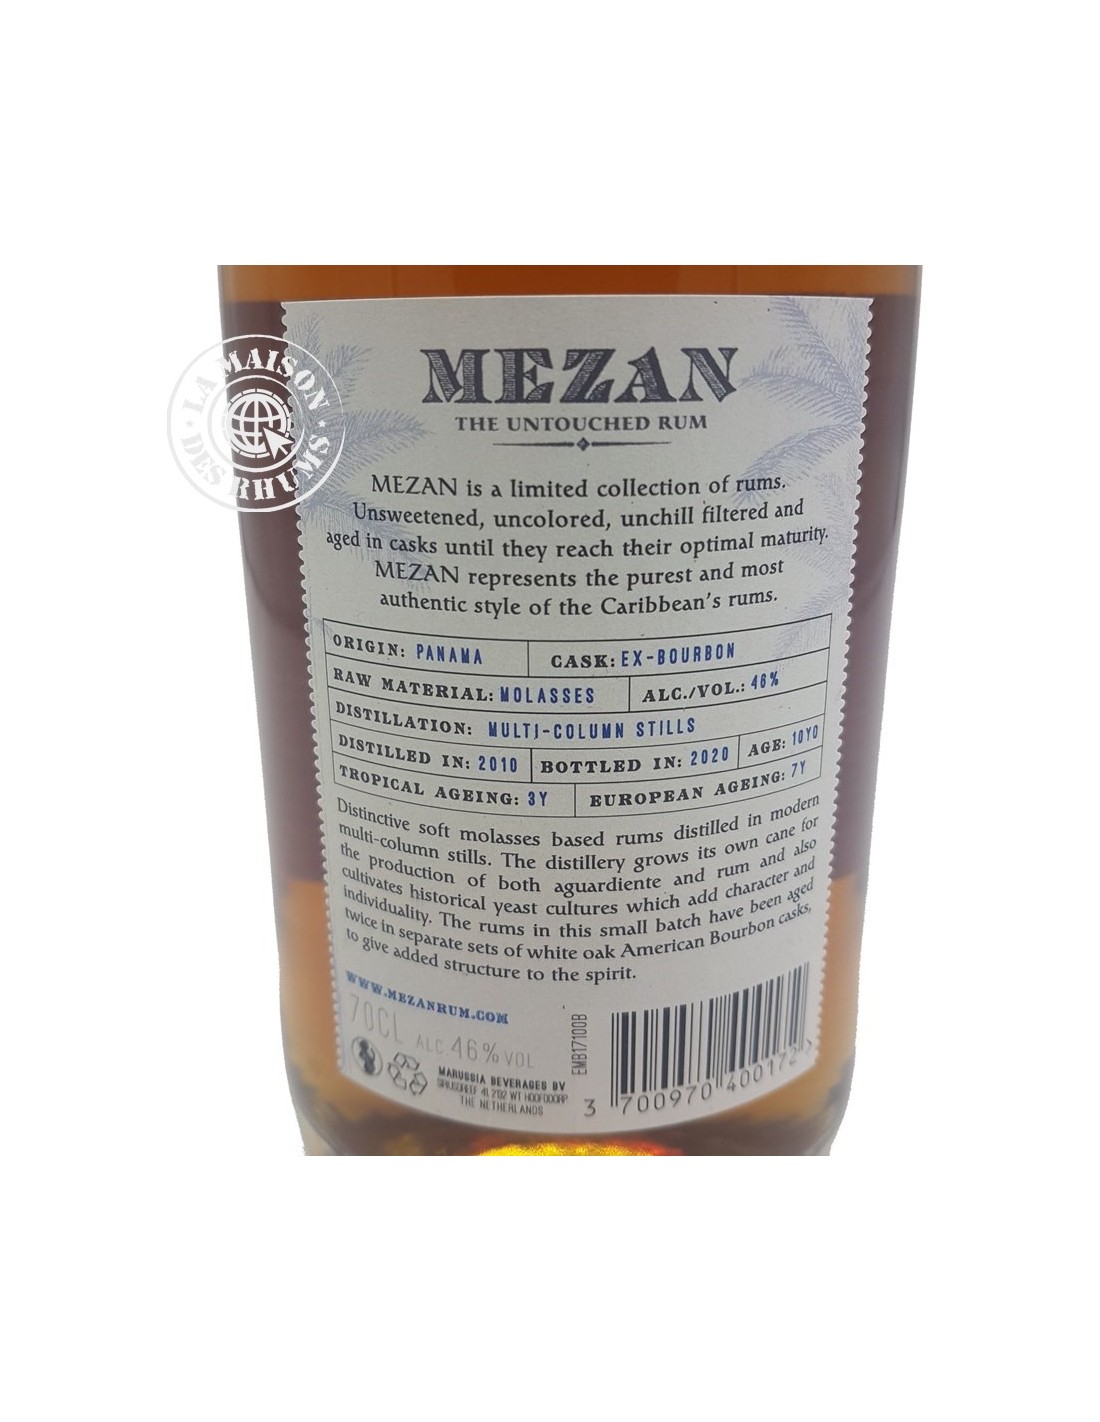 LA MAISON DES RHUMS
MEZAN
THE UNTOUCHED RUM
MEZAN is a limited collection of rums.
Unsweetened, uncolored, unchill filtered and
aged in casks until they reach their optimal maturity.
MEZAN represents the purest and most
authentic style of the Caribbean's rums.
ORIGIN: PANAMA CASK: EX-BOURBON
RAW MATERIAL: MOLASSES ALC./VOL.: 46%
DISTILLATION: MULTI-COLUMN STILLS
DISTILLED IN: 2010 BOTTLED IN: 2020 AGE: 10YO
TROPICAL AGEING: 3Y EUROPEAN AGEING: 7Y
Distinctive soft molasses based rums distilled in modern
multi-column stills. The distillery grows its own cane for
the production of both aguardiente and rum and also
cultivates historical yeast cultures which add character and
individuality. The rums in this small batch have been aged
twice in separate sets of white oak American Bourbon casks,
to give added structure to the spirit.
WWW.MEZANRUM.COM
70CL ALC 46% VOL
MARUSSIA BEVERAGES BV
41, 2132 WT HOOFDDORP
THE NETHERLANDS
EMB17100B
3 700970 400172